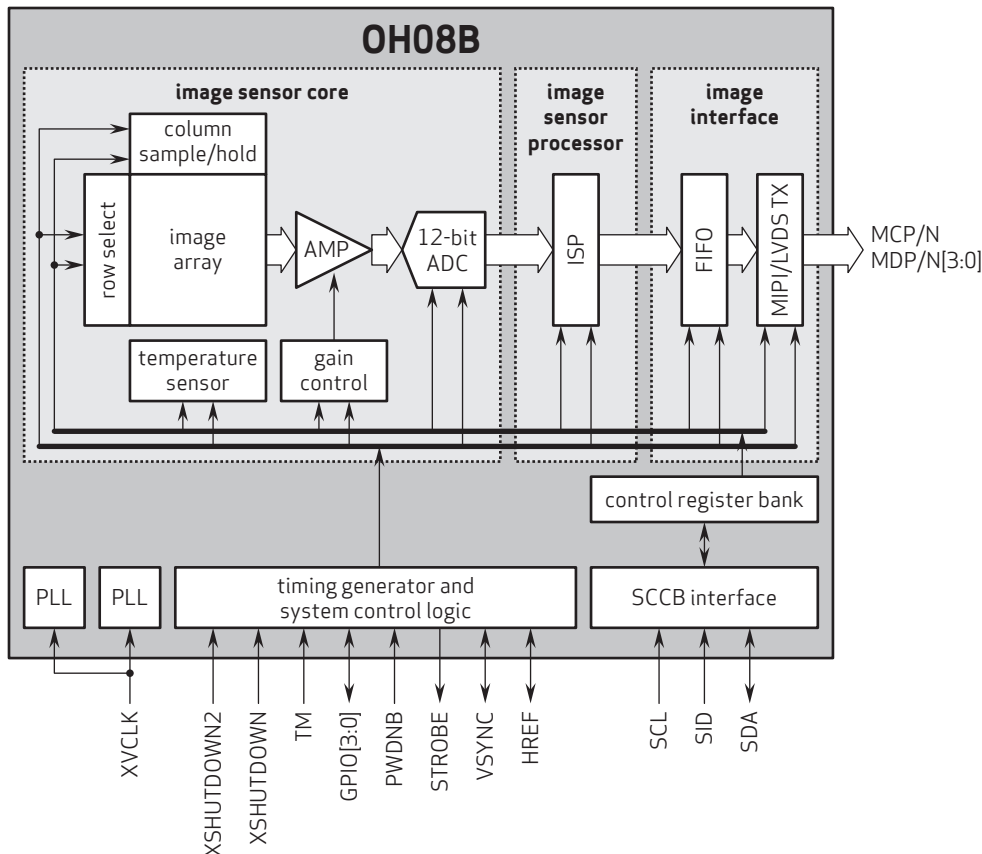 OH08B
image sensor core
image
sensor
processor
image
interface
column
sample/hold
row select
image
array
AMP
12-bit
ADC
ISP
FIFO
MIPI/LVDS TX
MCP/N
MDP/N[3:0]
temperature
sensor
gain
control
control register bank
PLL
PLL
timing generator and
system control logic
SCCB interface
XVCLK
XSHUTDOWN2
XSHUTDOWN
TM
GPIO[3:0]
PWDNB
STROBE
VSYNC
HREF
SCL
SID
SDA